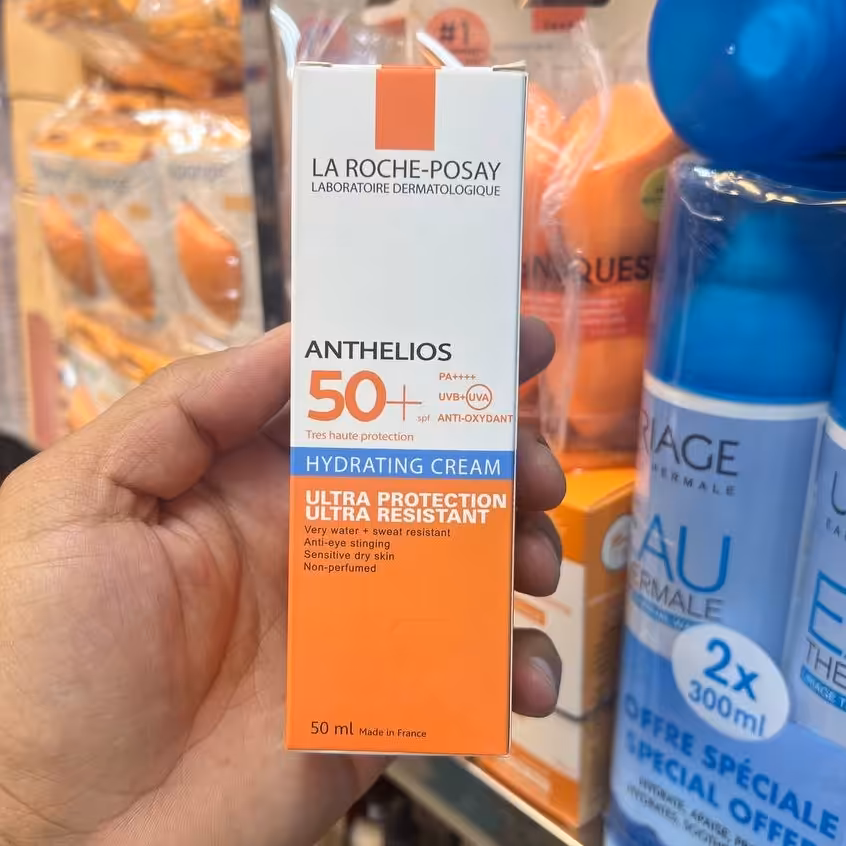 #1
LA ROCHE-POSAY
LABORATOIRE DERMATOLOGIQUE
ANTHELIOS
50+ spf
PA++++
UVB+UVA
ANTI-OXYDANT
Tres haute protection
HYDRATING CREAM
ULTRA PROTECTION
ULTRA RESISTANT
Very water + sweat resistant
Anti-eye stinging
Sensitive dry skin
Non-perfumed
50 ml Made in France
NIQUES
RIAGE
THERMALE
EAU
THERMALE
2x
300ml
OFFRE SPÉCIALE
SPECIAL OFFER